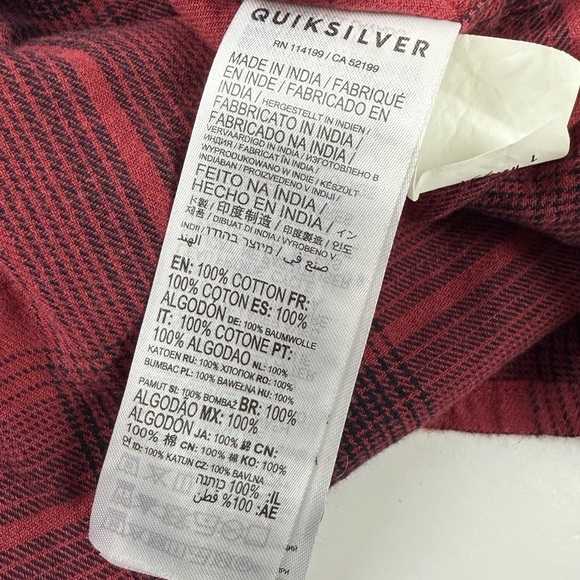 QUIKSILVER
RN 114199 / CA 52199
MADE IN INDIA / FABRIQUÉ
EN INDE / FABRICADO EN
INDIA / HERGESTELLT IN INDIEN /
FABBRICATO IN INDIA /
FABRICADO NA INDIA /
VERVAARDIGD IN INDIA / ИЗГОТОВЛЕНО В
ИНДИИ / FABRICAT ÎN INDIA /
WYPRODUKOWANO W INDIE / KÉSZÜLT
INDIÁBAN / PROIZVEDENO V INDIJI /
FEITO NA ÍNDIA /
HECHO EN INDIA / イン
ド製 / 印度制造 / 印度製造 / 인도
제조 / DIBUAT DI INDIA / VYROBENO V
INDII / מיוצר בהודו / صنع في
الهند
EN: 100% COTTON FR:
100% COTON ES: 100%
ALGODÓN DE: 100% BAUMWOLLE
IT: 100% COTONE PT:
100% ALGODAO NL: 100%
KATOEN RU: 100% ХЛОПОК RO: 100%
BUMBAC PL: 100% BAWEŁNA HU: 100%
PAMUT SI: 100% BOMBAŽ BR: 100%
ALGODÃO MX: 100%
ALGODÓN JA: 100% 綿 CN:
100% 棉 CN: 100% 棉 KO: 100%
면 ID: 100% KATUN CZ: 100% BAVLNA
IL: 100% כותנה
AE: 100% قطن